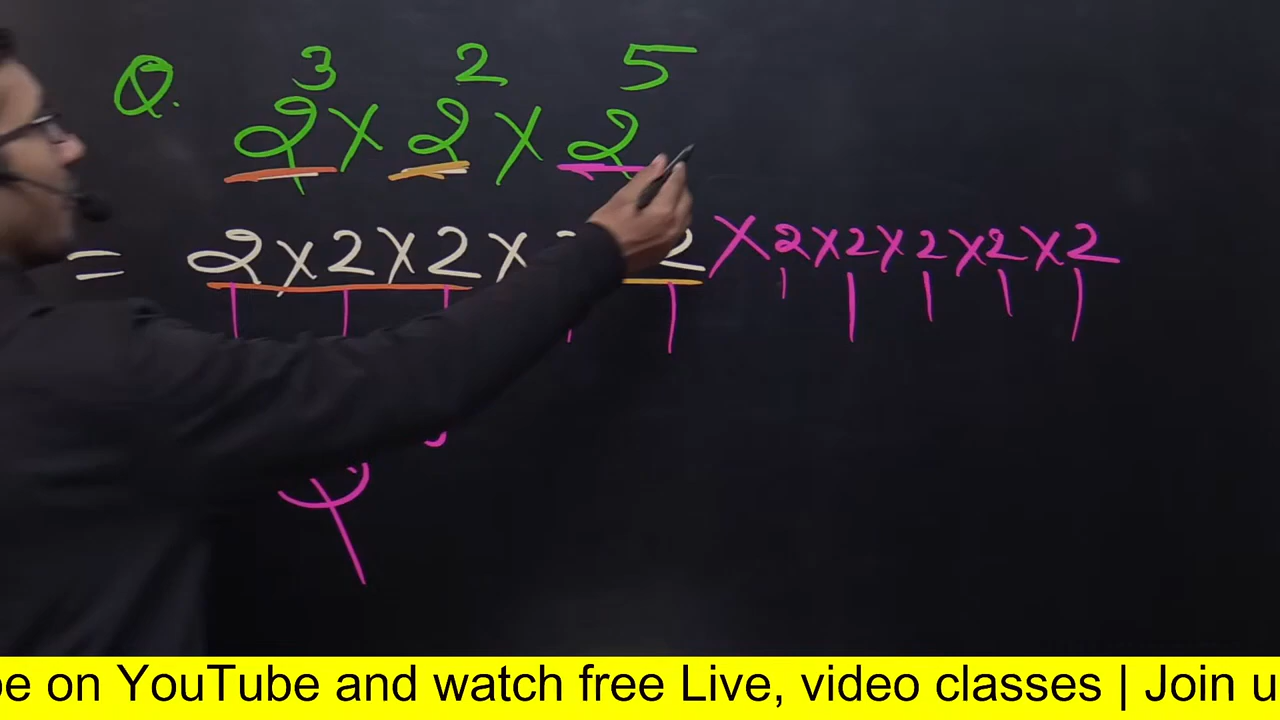 Q. 2³ × 2² × 2⁵
= 2 × 2 × 2 × 2 × 2 × 2 × 2 × 2 × 2
on YouTube and watch free Live, video classes | Join